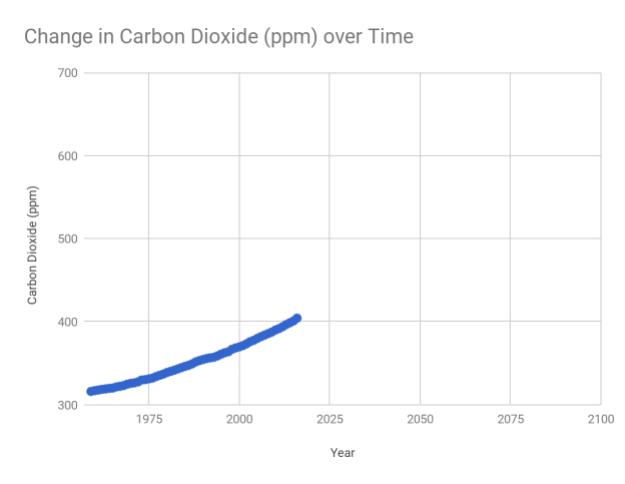 Change in Carbon Dioxide (ppm) over Time
700
600
500
400
300
Carbon Dioxide (ppm)
1975 2000 2025 2050 2075 2100
Year